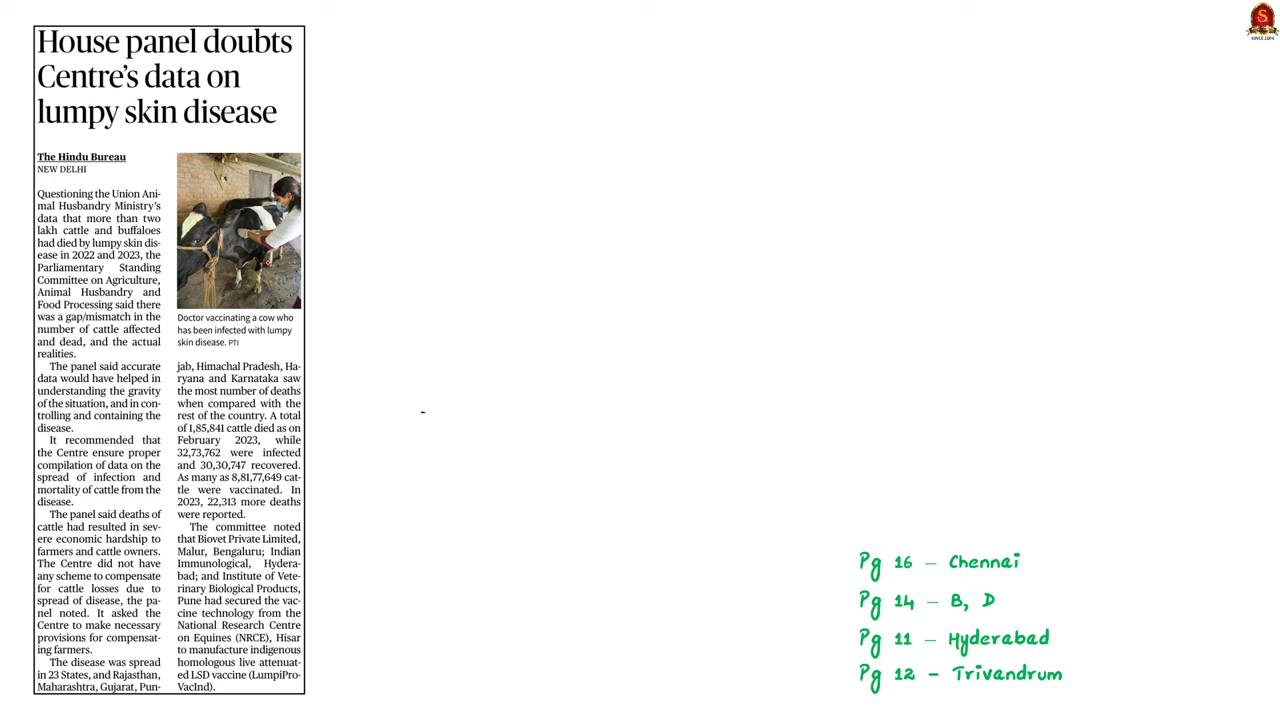 House panel doubts
Centre's data on
lumpy skin disease
The Hindu Bureau
NEW DELHI
Questioning the Union Ani-
mal Husbandry Ministry's
data that more than two
lakh cattle and buffaloes
had died by lumpy skin dis-
ease in 2022 and 2023, the
Parliamentary Standing
Committee on Agriculture,
Animal Husbandry and
Food Processing said there
was a gap/mismatch in the
number of cattle affected
and dead, and the actual
realities.
The panel said accurate
data would have helped in
understanding the gravity
of the situation, and in con-
trolling and containing the
disease.
It recommended that
the Centre ensure proper
compilation of data on the
spread of infection and
mortality of cattle from the
disease.
The panel said deaths of
cattle had resulted in sev-
ere economic hardship to
farmers and cattle owners.
The Centre did not have
any scheme to compensate
for cattle losses due to
spread of disease, the pa-
nel noted. It asked the
Centre to make necessary
provisions for compensat-
ing farmers.
The disease was spread
in 23 States, and Rajasthan,
Maharashtra, Gujarat, Pun-
Doctor vaccinating a cow who
has been infected with lumpy
skin disease. PTI
jab, Himachal Pradesh, Ha-
ryana and Karnataka saw
the most number of deaths
when compared with the
rest of the country. A total
of 1,85,841 cattle died as on
February 2023, while
32,73,762 were infected
and 30,30,747 recovered.
As many as 8,81,77,649 cat-
tle were vaccinated. In
2023, 22,313 more deaths
were reported.
The committee noted
that Biovet Private Limited,
Malur, Bengaluru; Indian
Immunological, Hydera-
bad; and Institute of Vete-
rinary Biological Products,
Pune had secured the vac-
cine technology from the
National Research Centre
on Equines (NRCE), Hisar
to manufacture indigenous
homologous live attenuat-
ed LSD vaccine (LumpiPro-
VacInd).
S
SINCE 2004
Pg 16 – Chennai
Pg 14 – B, D
Pg 11 – Hyderabad
Pg 12 – Trivandrum